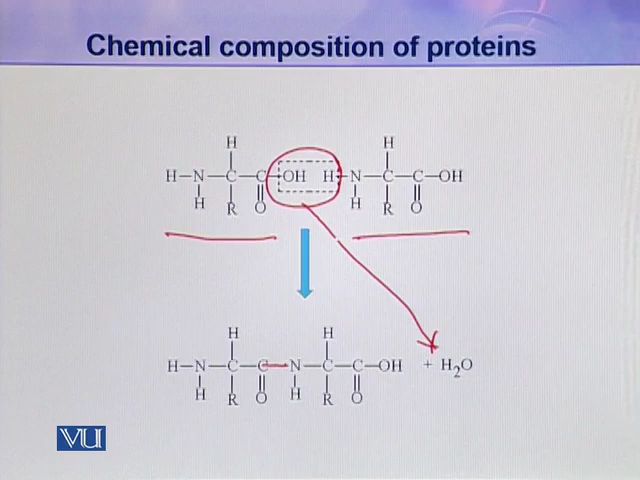 Chemical composition of proteins
H H
H—N—C—C—OH H—N—C—C—OH
H R O H R O
H H
H—N—C—C—N—C—C—OH + H₂O
H R O H R O
VU